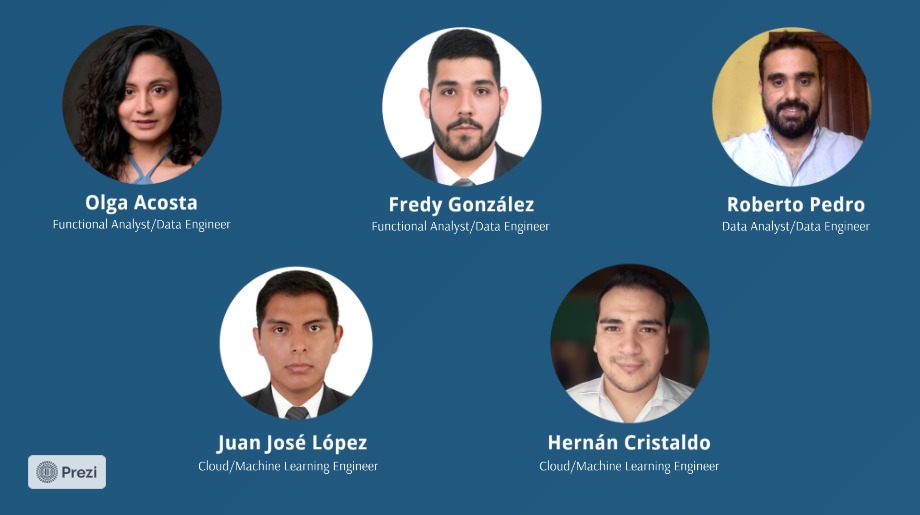 Olga Acosta
Functional Analyst/Data Engineer
Fredy González
Functional Analyst/Data Engineer
Roberto Pedro
Data Analyst/Data Engineer
Juan José López
Cloud/Machine Learning Engineer
Hernán Cristaldo
Cloud/Machine Learning Engineer
Prezi